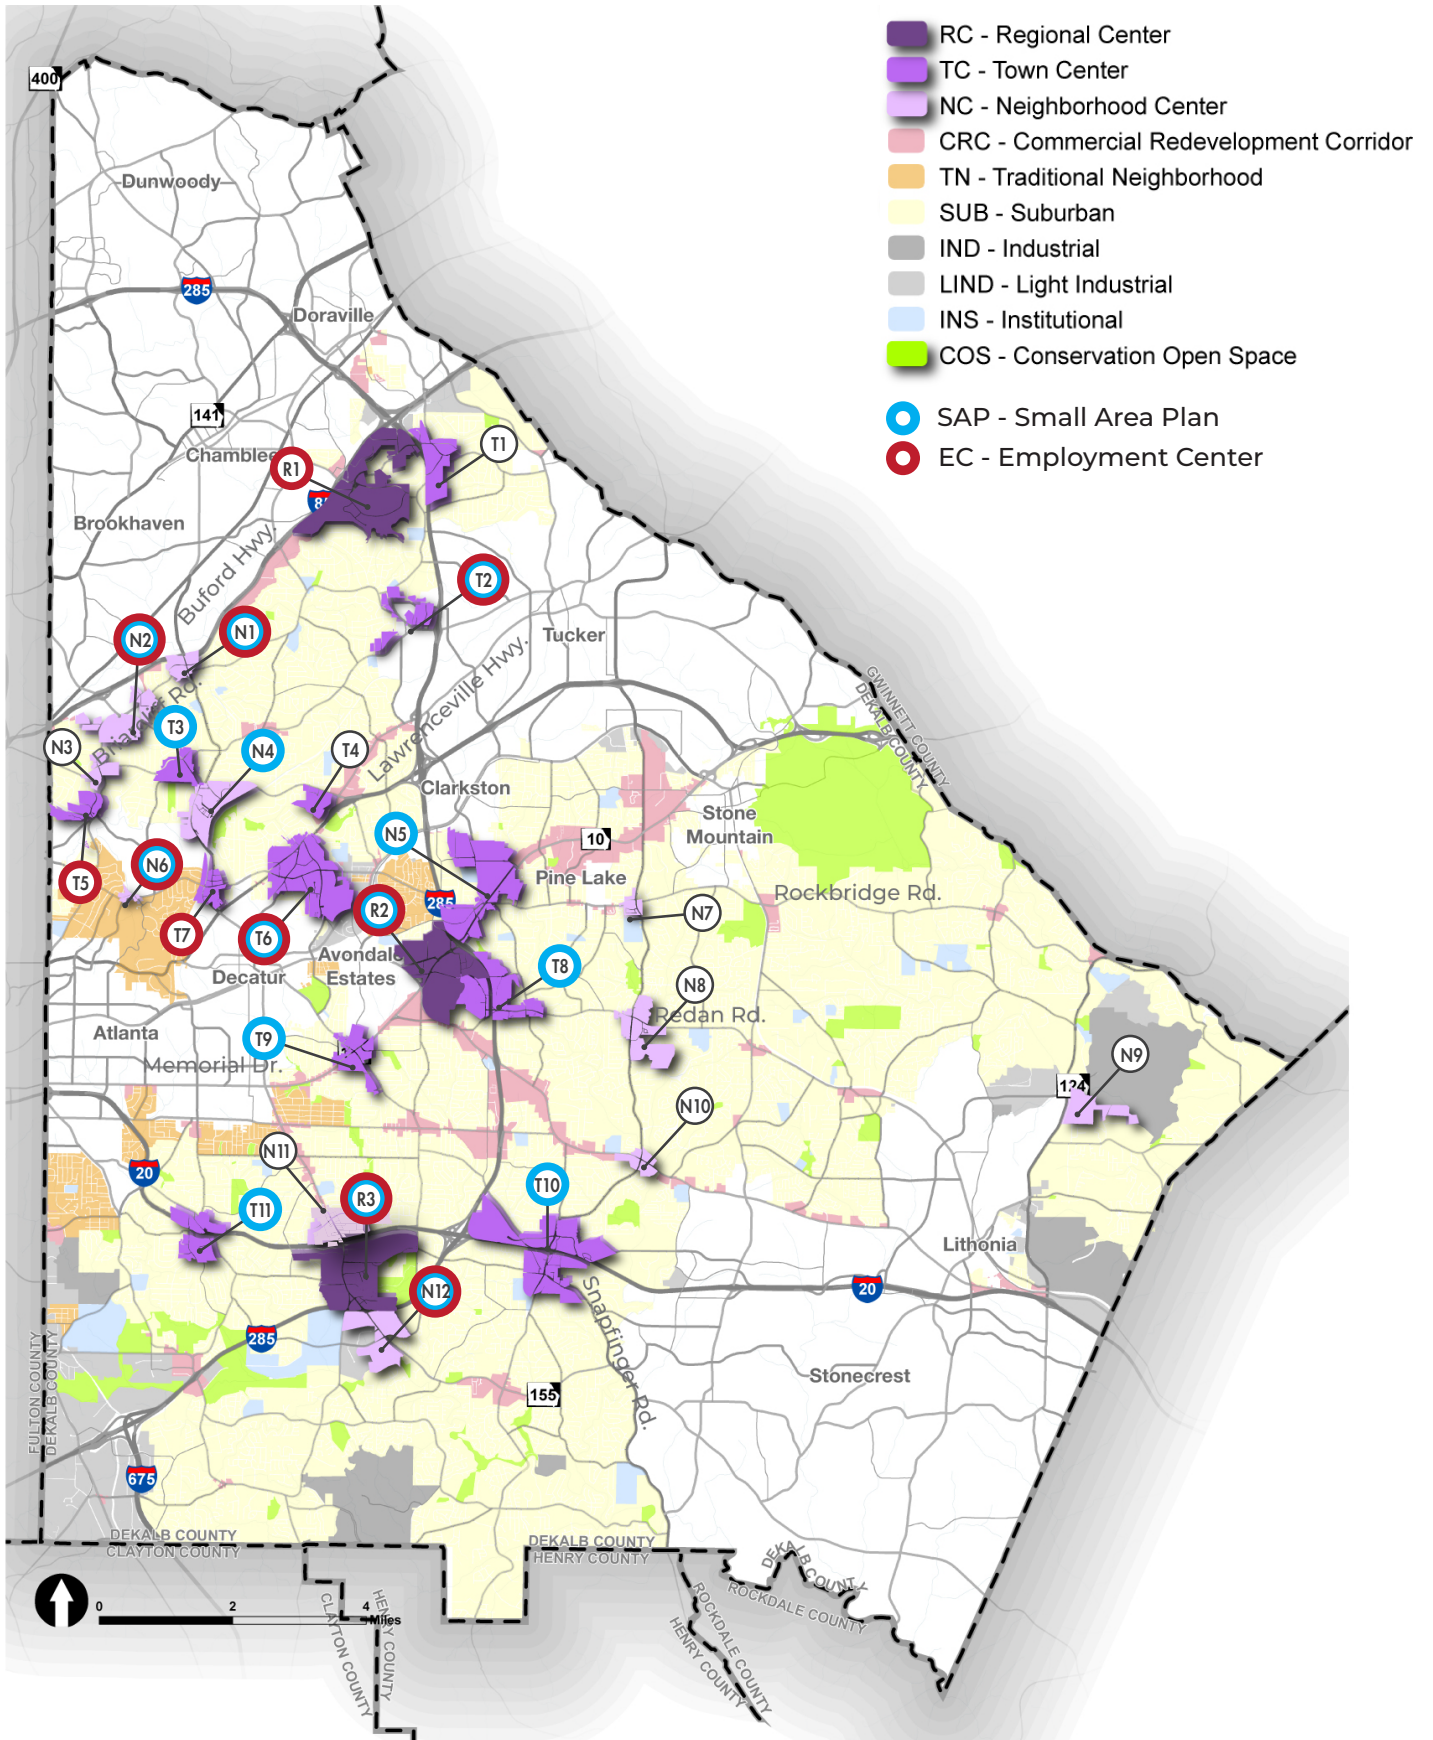 RC - Regional Center
TC - Town Center
NC - Neighborhood Center
CRC - Commercial Redevelopment Corridor
TN - Traditional Neighborhood
SUB - Suburban
IND - Industrial
LIND - Light Industrial
INS - Institutional
COS - Conservation Open Space
SAP - Small Area Plan
EC - Employment Center
400
Dunwoody
285
Doraville
141
Chamblee
R1
T1
85
Brookhaven
Buford Hwy.
T2
N2
N1
Tucker
Lawrenceville Hwy.
GWINNETT COUNTY
DEKALB COUNTY
Briarcliff Rd.
T3
N3
N4
T4
Clarkston
Stone
Mountain
N5
10
N6
T5
Pine Lake
Rockbridge Rd.
285
R2
N7
T7
T6
Avondale
Estates
Decatur
T8
N8
Redan Rd.
Atlanta
T9
Memorial Dr.
N9
124
N10
N11
20
T10
R3
T11
Lithonia
N12
20
Snapfinger Rd.
285
Stonecrest
155
FULTON COUNTY
DEKALB COUNTY
675
DEKALB COUNTY
CLAYTON COUNTY
DEKALB COUNTY
HENRY COUNTY
DEKALB COUNTY
ROCKDALE COUNTY
0 2 4
Miles
CLAYTON COUNTY
HENRY COUNTY
ROCKDALE COUNTY
HENRY COUNTY